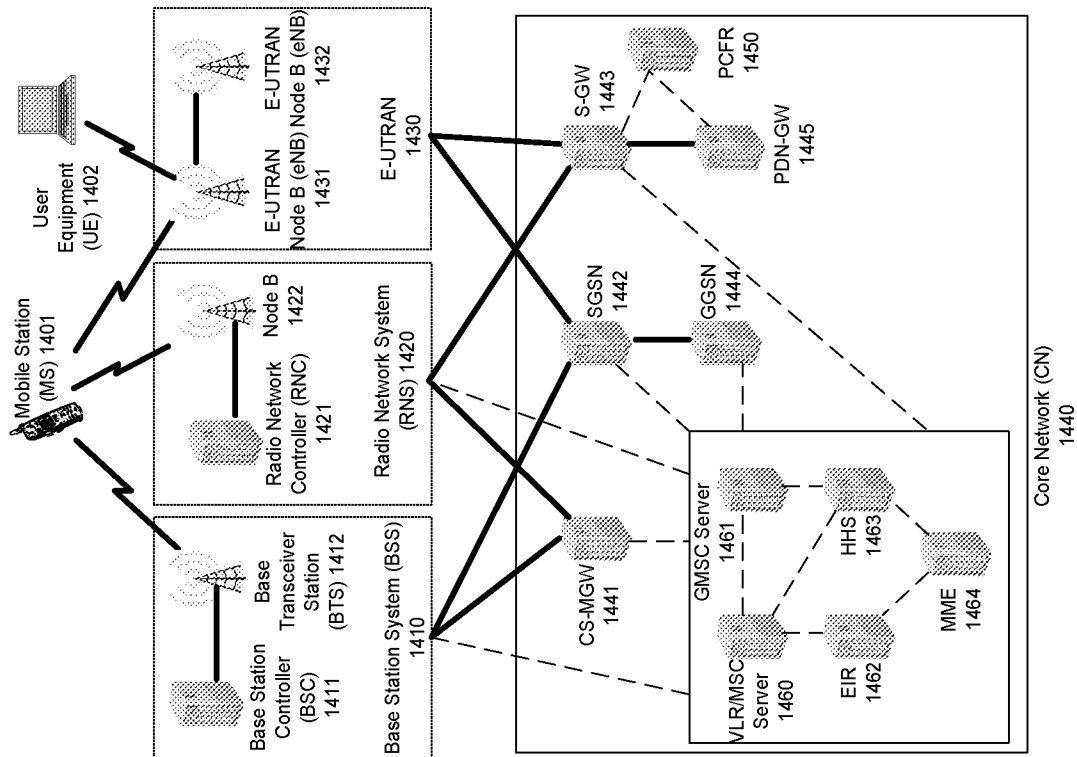 Mobile Station
(MS) 1401
User
Equipment
(UE) 1402
Base Station
Controller
(BSC)
1411
Base
Transceiver
Station
(BTS) 1412
Base Station System (BSS)
1410
Radio Network
Controller (RNC)
1421
Node B
1422
Radio Network System
(RNS) 1420
E-UTRAN
Node B (eNB)
1431
E-UTRAN
Node B (eNB)
1432
E-UTRAN
1430
CS-MGW
1441
SGSN
1442
S-GW
1443
GGSN
1444
PDN-GW
1445
PCFR
1450
VLR/MSC
Server
1460
GMSC Server
1461
EIR
1462
HHS
1463
MME
1464
Core Network (CN)
1440